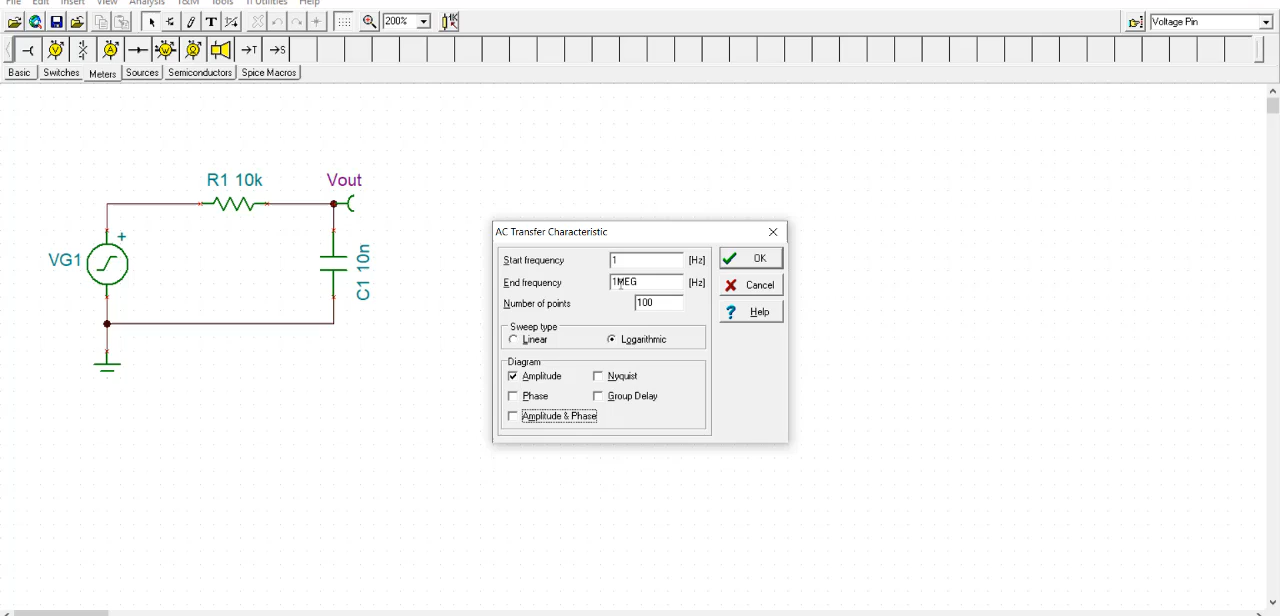 File Edit Insert View Analysis T&M Tools TI Utilities Help
T 200% Voltage Pin
V A W Ω →T →S
Basic Switches Meters Sources Semiconductors Spice Macros
R1 10k Vout
+
VG1
C1 10n
AC Transfer Characteristic
Start frequency 1 [Hz] OK
End frequency 1MEG [Hz] Cancel
Number of points 100 ? Help
Sweep type
Linear Logarithmic
Diagram
Amplitude Nyquist
Phase Group Delay
Amplitude & Phase